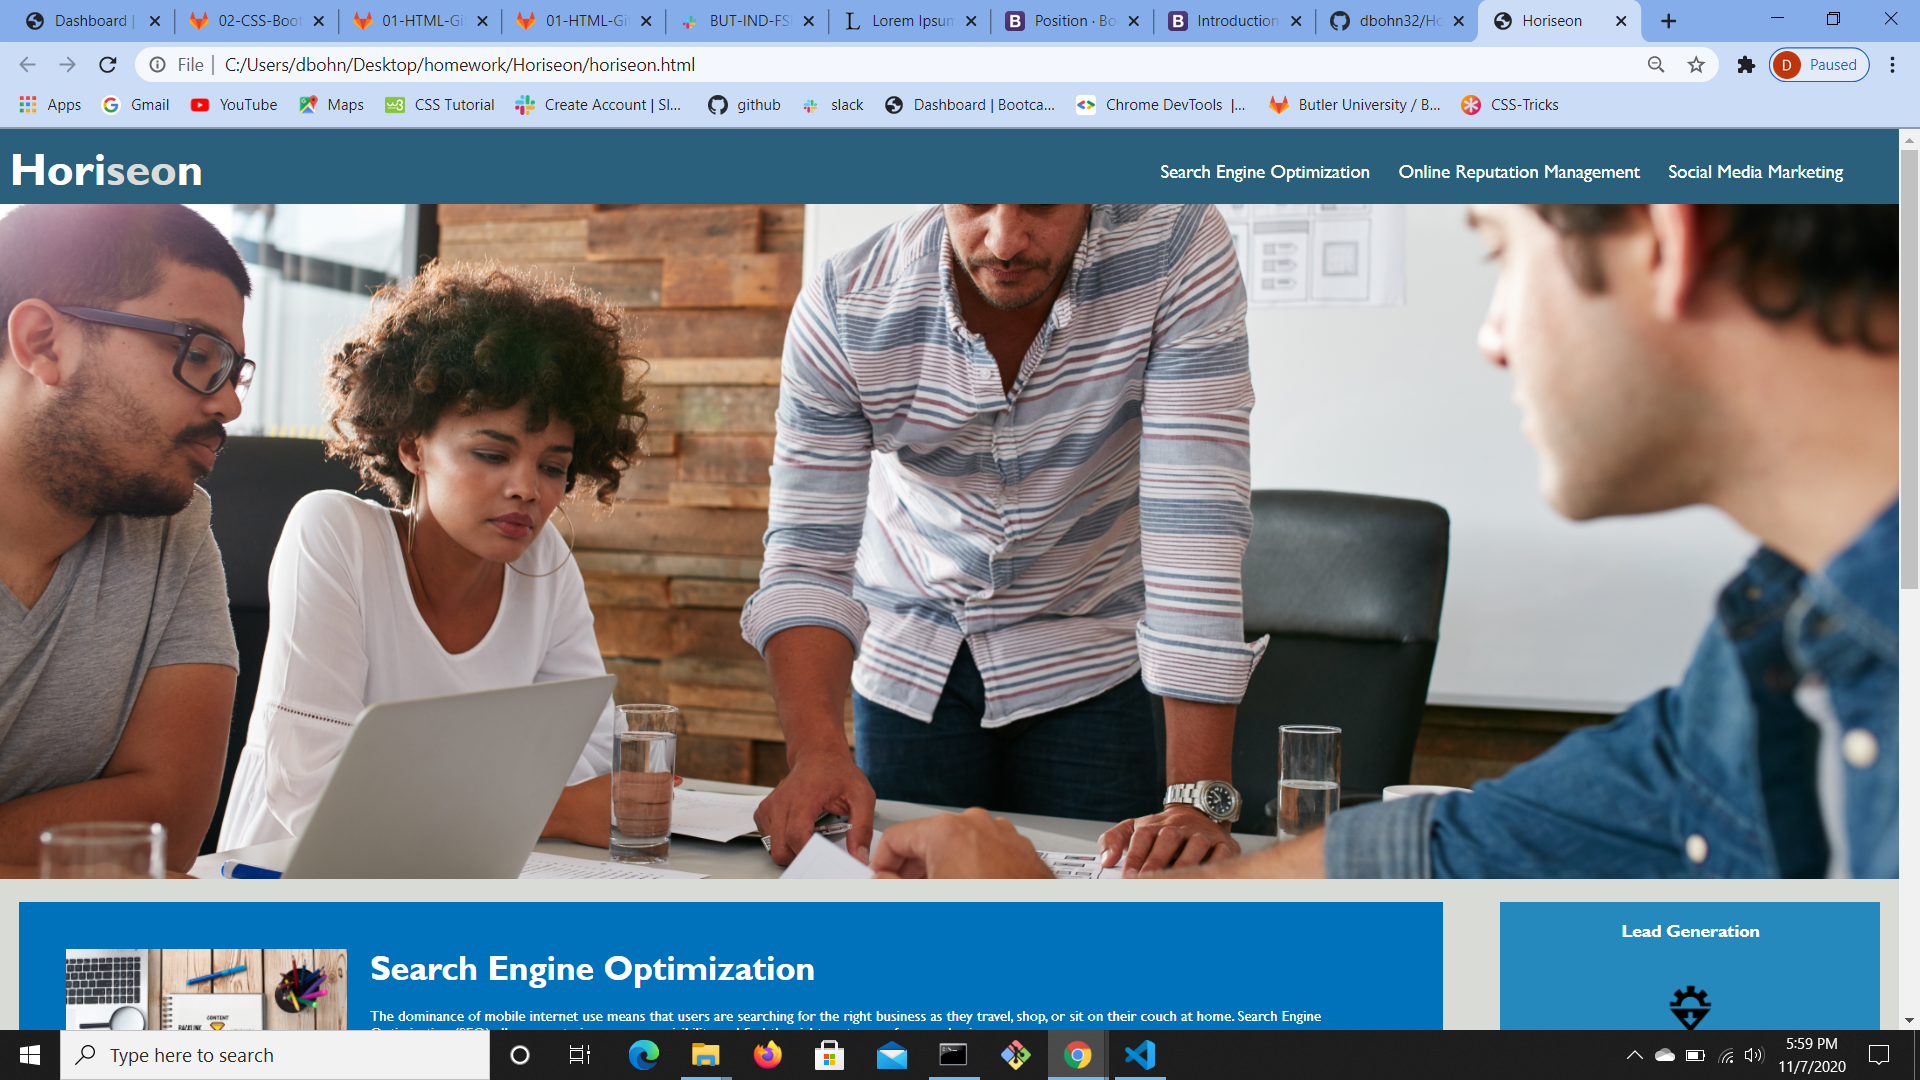 Dashboard |
02-CSS-Boot
01-HTML-Git
01-HTML-Git
BUT-IND-FS
Lorem Ipsum
Position · Bo
Introduction
dbohn32/Ho
Horiseon
File | C:/Users/dbohn/Desktop/homework/Horiseon/horiseon.html
D Paused
Apps
Gmail
YouTube
Maps
CSS Tutorial
Create Account | Sl...
github
slack
Dashboard | Bootca...
Chrome DevTools |...
Butler University / B...
CSS-Tricks
Horiseon
Search Engine Optimization
Online Reputation Management
Social Media Marketing
Search Engine Optimization
The dominance of mobile internet use means that users are searching for the right business as they travel, shop, or sit on their couch at home. Search Engine
Lead Generation
CONTENT
Type here to search
5:59 PM
11/7/2020